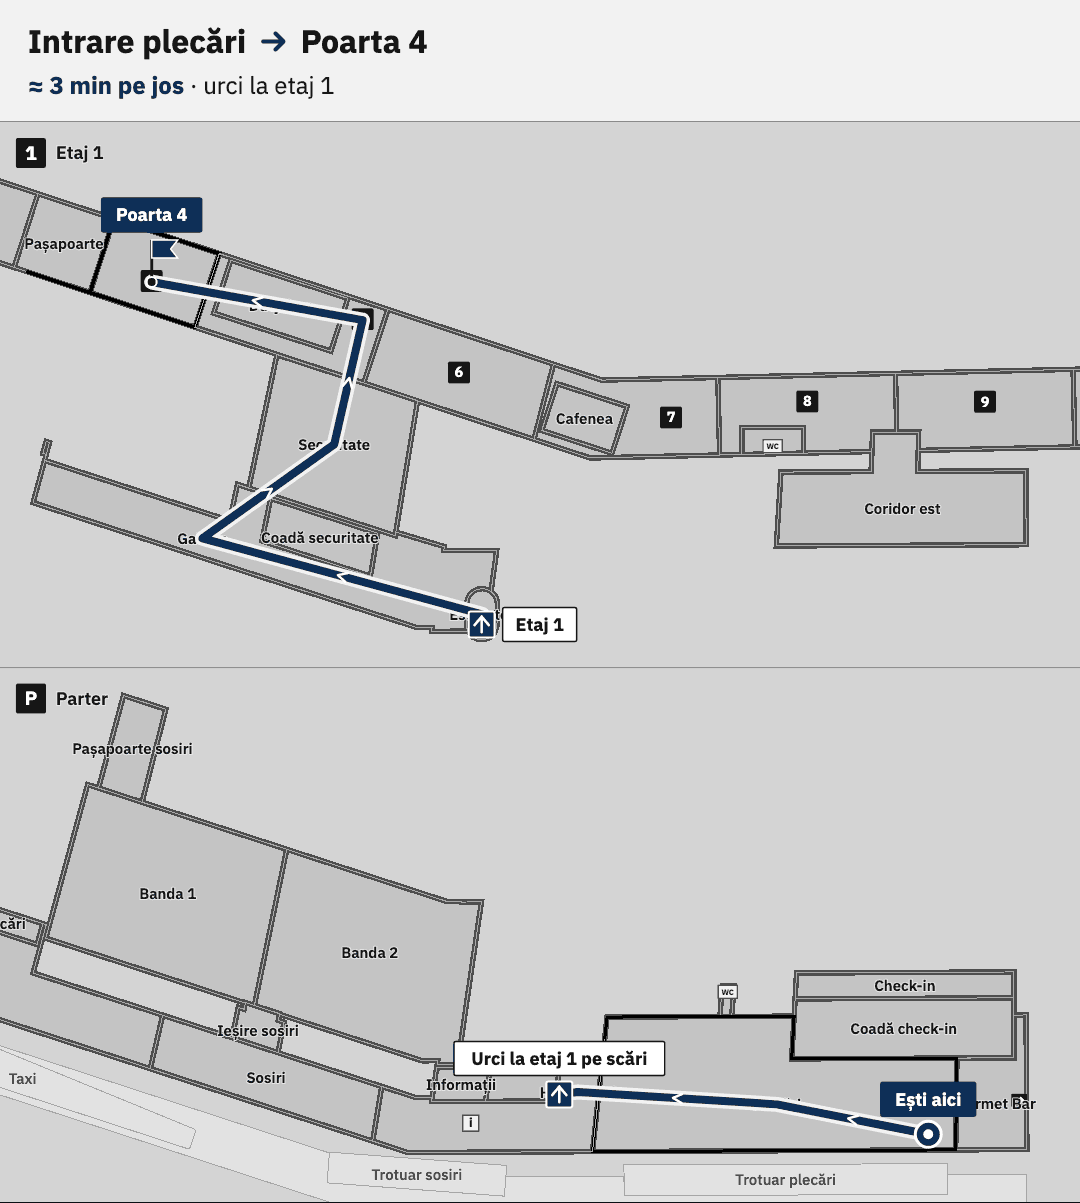 Intrare plecări → Poarta 4
≈ 3 min pe jos · urci la etaj 1
1 Etaj 1
Poarta 4
Pașapoarte
6
Cafenea
7
8
9
wc
Coridor est
Coadă securitate
Etaj 1
P Parter
Pașapoarte sosiri
Banda 1
Banda 2
Ieșire sosiri
Sosiri
Informații
Urci la etaj 1 pe scări
wc
Check-in
Coadă check-in
Ești aici
Bar
i
Taxi
Trotuar sosiri
Trotuar plecări